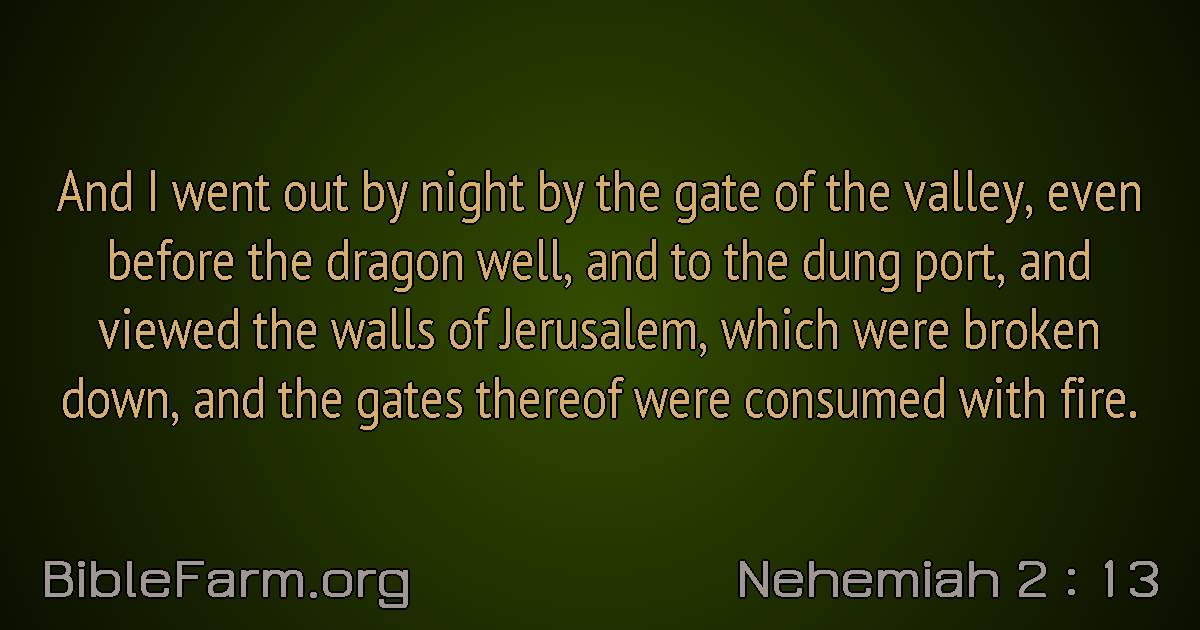 And I went out by night by the gate of the valley, even
before the dragon well, and to the dung port, and
viewed the walls of Jerusalem, which were broken
down, and the gates thereof were consumed with fire.
BibleFarm.org
Nehemiah 2 : 13